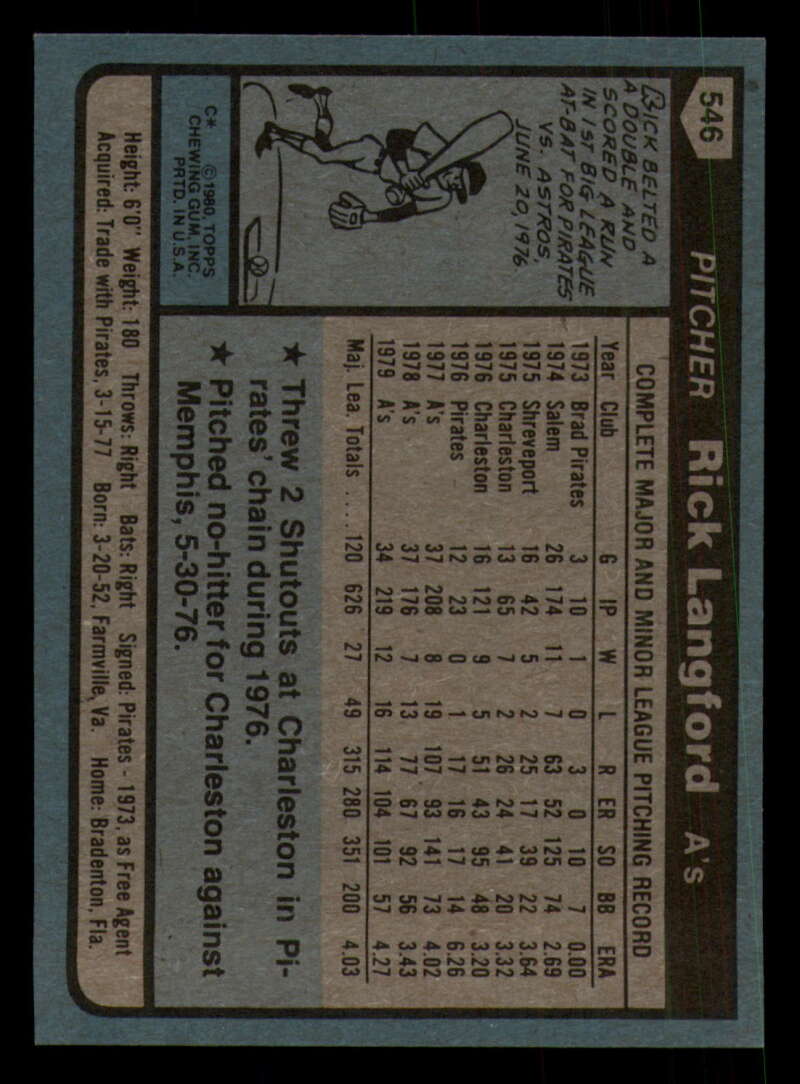 546
PITCHER Rick Langford A's
RICK BELTED A
A DOUBLE AND
SCORED A RUN
IN 1ST BIG LEAGUE
AT-BAT FOR PIRATES
VS. ASTROS,
JUNE 20, 1976
C* ©1980, TOPPS
CHEWING GUM, INC.
PRTD. IN U.S.A.
COMPLETE MAJOR AND MINOR LEAGUE PITCHING RECORD
Year Club G IP W L R ER SO BB ERA
1973 Brad Pirates 3 10 1 0 3 0 10 7 0.00
1974 Salem 26 174 11 7 63 52 125 74 2.69
1975 Shreveport 16 42 5 2 25 17 39 22 3.64
1975 Charleston 13 65 7 2 26 24 41 20 3.32
1976 Charleston 16 121 9 5 51 43 95 48 3.20
1976 Pirates 12 23 0 1 17 16 17 14 6.26
1977 A's 37 208 8 19 107 93 141 73 4.02
1978 A's 37 176 7 13 77 67 92 56 3.43
1979 A's 34 219 12 16 114 104 101 57 4.27
Maj. Lea. Totals .... 120 626 27 49 315 280 351 200 4.03
★ Threw 2 Shutouts at Charleston in Pi-
rates' chain during 1976.
★ Pitched no-hitter for Charleston against
Memphis, 5-30-76.
Height: 6'0" Weight: 180 Throws: Right Bats: Right Signed: Pirates - 1973, as Free Agent
Acquired: Trade with Pirates, 3-15-77 Born: 3-20-52, Farmville, Va. Home: Bradenton, Fla.